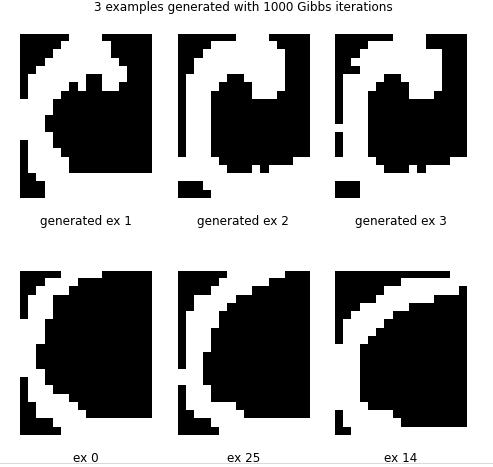 3 examples generated with 1000 Gibbs iterations
generated ex 1 generated ex 2 generated ex 3
ex 0 ex 25 ex 14